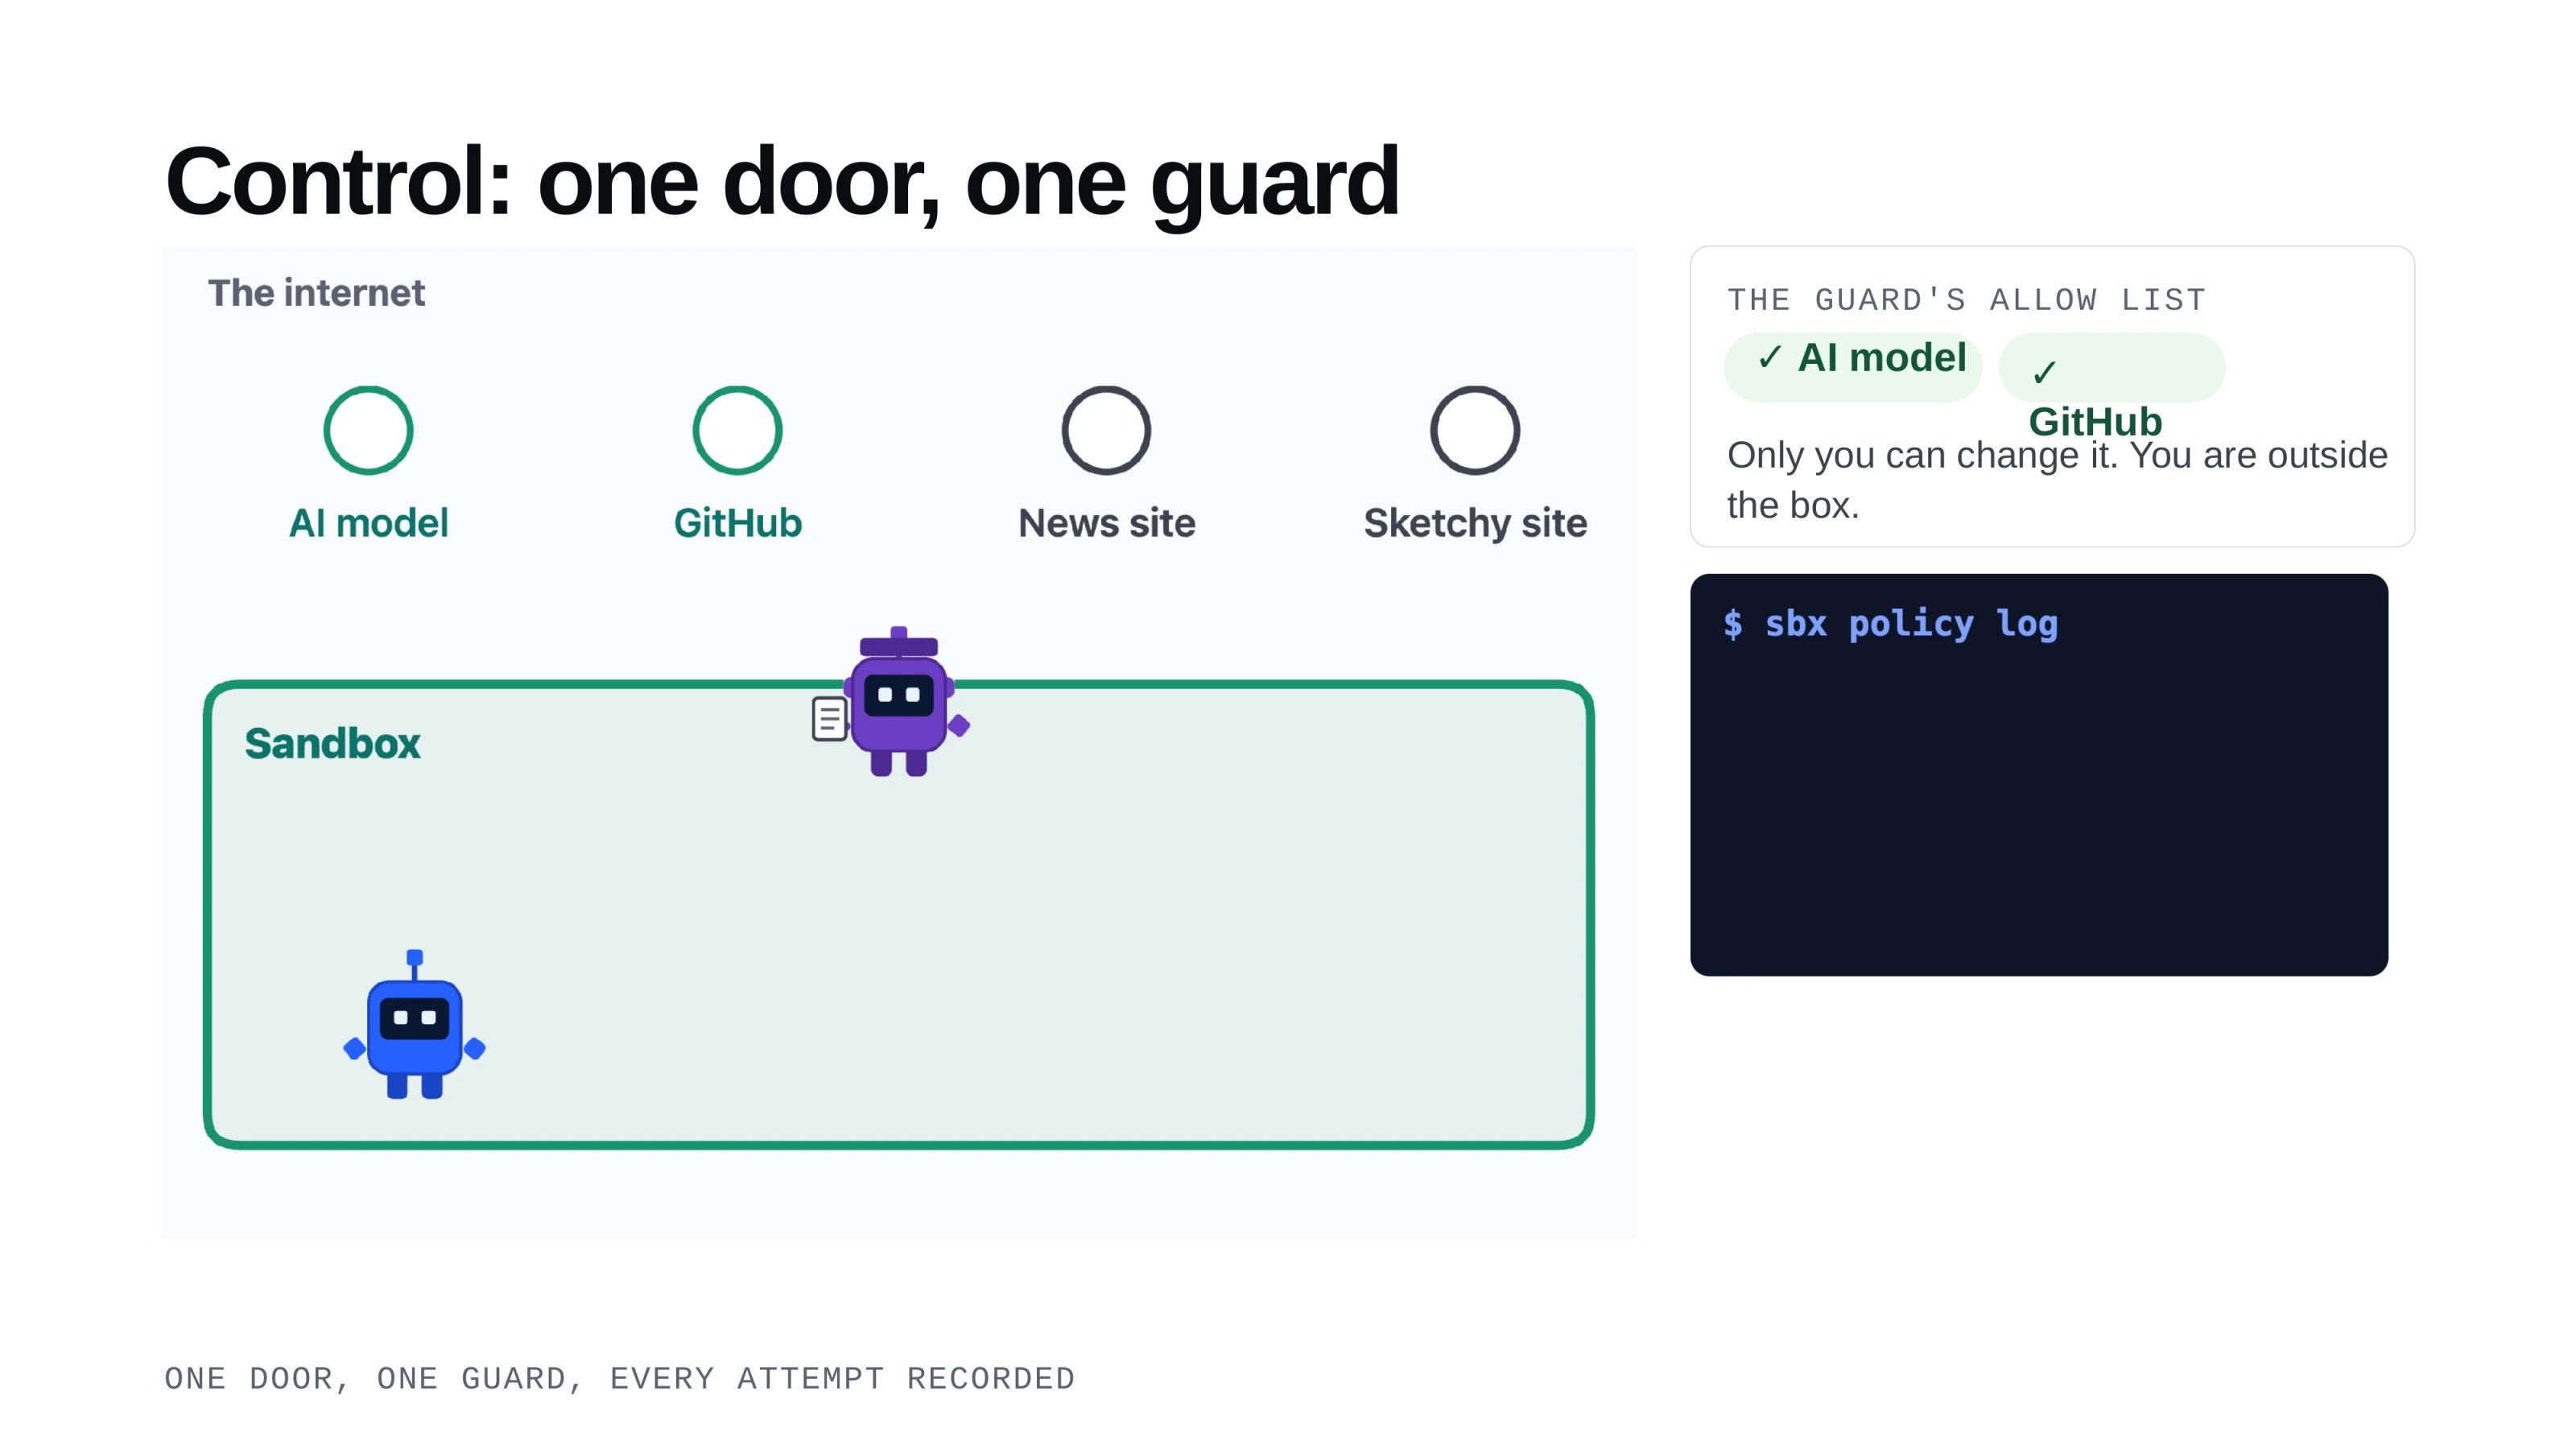 Control: one door, one guard
The internet
AI model
GitHub
News site
Sketchy site
Sandbox
THE GUARD'S ALLOW LIST
✓ AI model
✓
GitHub
Only you can change it. You are outside
the box.
$ sbx policy log
ONE DOOR, ONE GUARD, EVERY ATTEMPT RECORDED